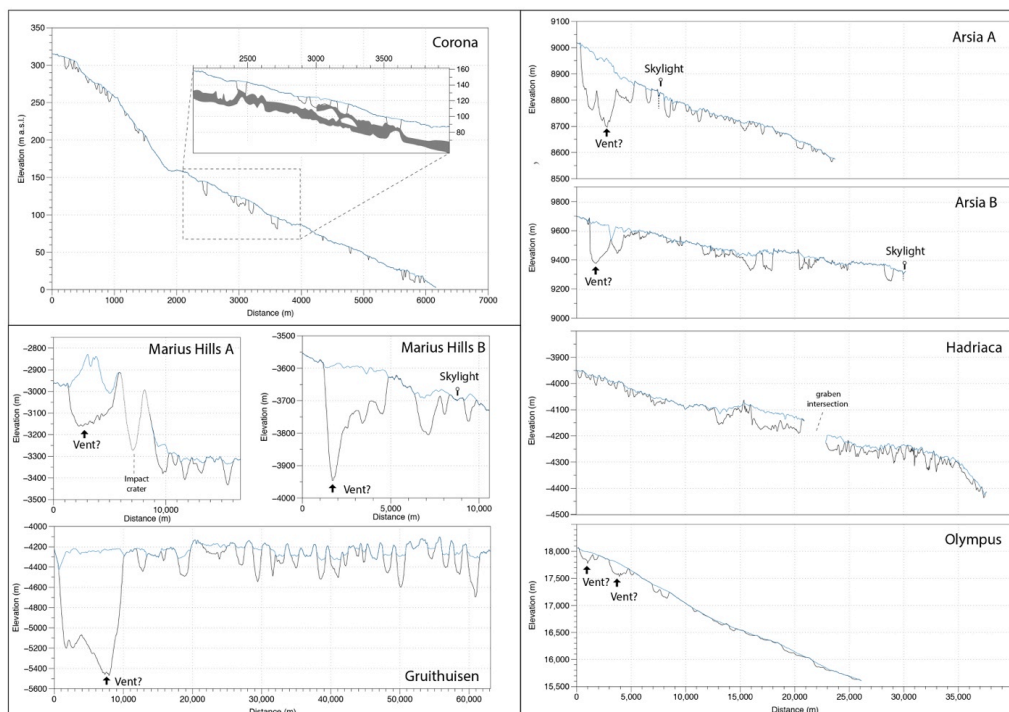 Corona
Elevation (m a.s.l.)
350
300
250
200
150
100
50
0
0 1000 2000 3000 4000 5000 6000 7000
Distance (m)
2500 3000 3500
160
140
120
100
80
Marius Hills A
Elevation (m)
−2800
−2900
−3000
−3100
−3200
−3300
−3400
−3500
Vent?
Impact
crater
0 10,000
Distance (m)
Marius Hills B
Elevation (m)
−3500
−3600
−3700
−3800
−3900
−4000
Skylight
Vent?
0 5,000 10,000
Distance (m)
Gruithuisen
Elevation (m)
−4000
−4200
−4400
−4600
−4800
−5000
−5200
−5400
−5600
Vent?
0 10,000 20,000 30,000 40,000 50,000 60,000
Distance (m)
Arsia A
Elevation (m)
9100
9000
8900
8800
8700
8600
8500
Skylight
Vent?
Arsia B
Elevation (m)
9800
9600
9400
9200
9000
Skylight
Vent?
Hadriaca
Elevation (m)
−3900
−4000
−4100
−4200
−4300
−4400
−4500
graben
intersection
Olympus
Elevation (m)
18,000
17,500
16,500
16,000
15,500
Vent?
Vent?
0 5,000 10,000 15,000 20,000 25,000 30,000 35,000
Distance (m)